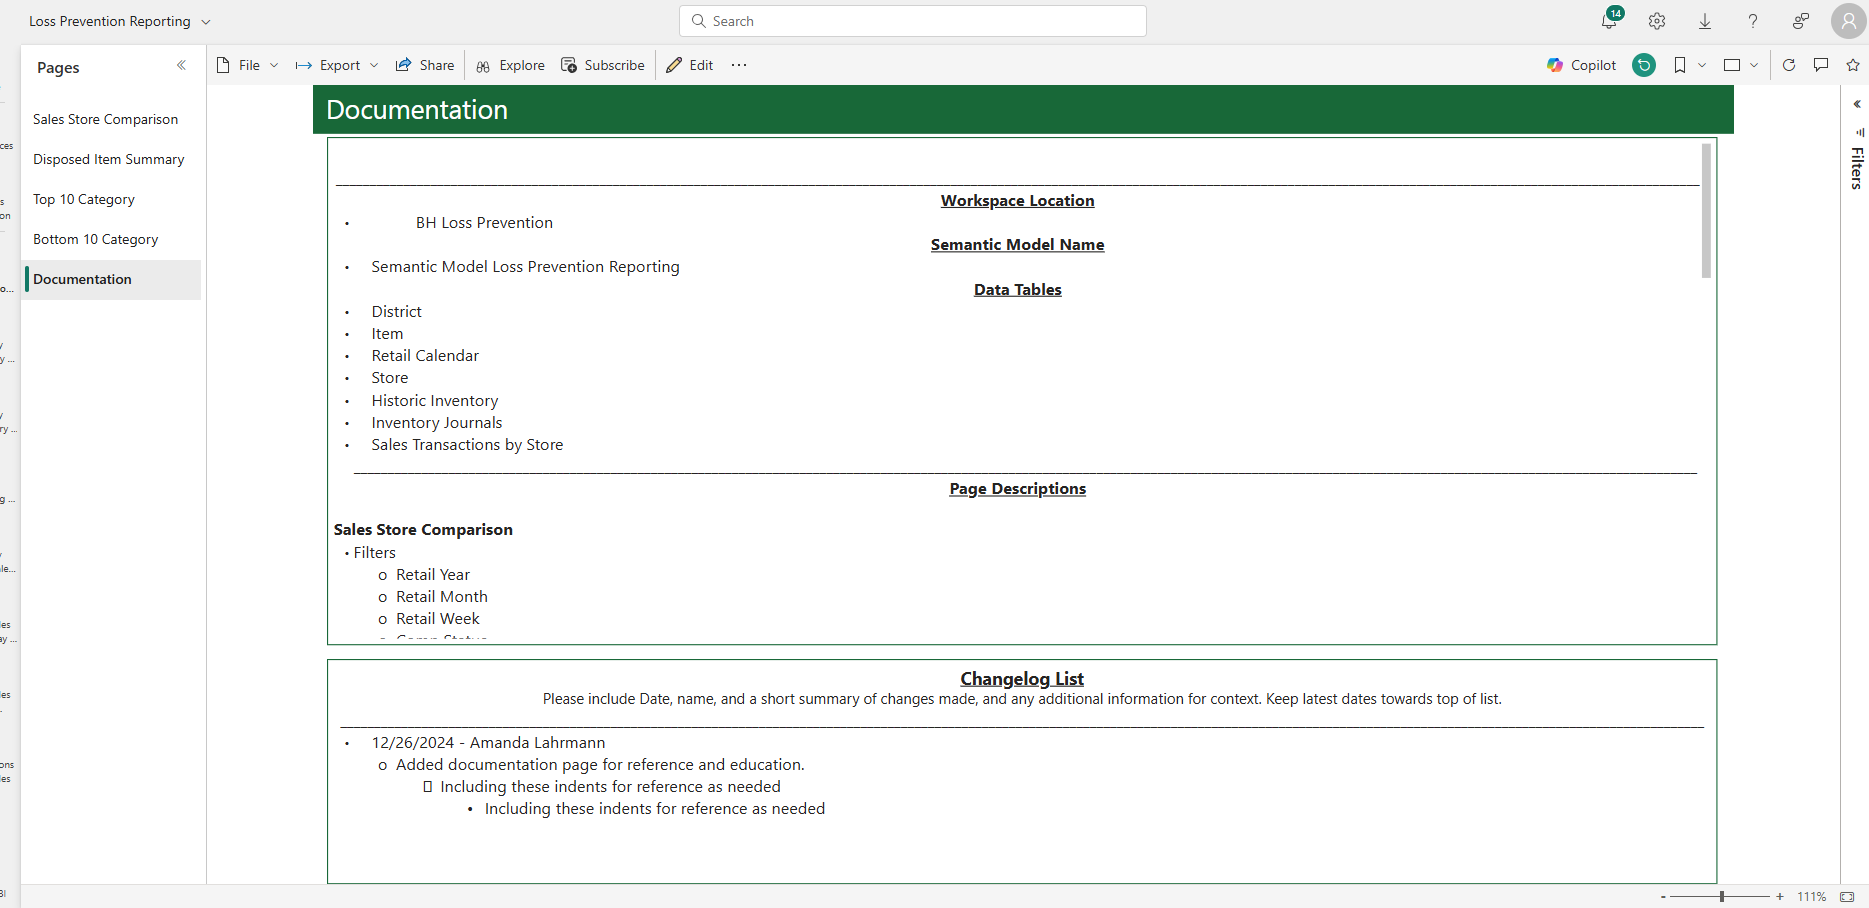 Loss Prevention Reporting
Search
14
Pages
File
Export
Share
Explore
Subscribe
Edit
Copilot
Sales Store Comparison
Disposed Item Summary
Top 10 Category
Bottom 10 Category
Documentation
Filters
Documentation
Workspace Location
• BH Loss Prevention
Semantic Model Name
• Semantic Model Loss Prevention Reporting
Data Tables
• District
• Item
• Retail Calendar
• Store
• Historic Inventory
• Inventory Journals
• Sales Transactions by Store
Page Descriptions
Sales Store Comparison
• Filters
o Retail Year
o Retail Month
o Retail Week
Changelog List
Please include Date, name, and a short summary of changes made, and any additional information for context. Keep latest dates towards top of list.
• 12/26/2024 - Amanda Lahrmann
o Added documentation page for reference and education.
Including these indents for reference as needed
• Including these indents for reference as needed
- + 111%